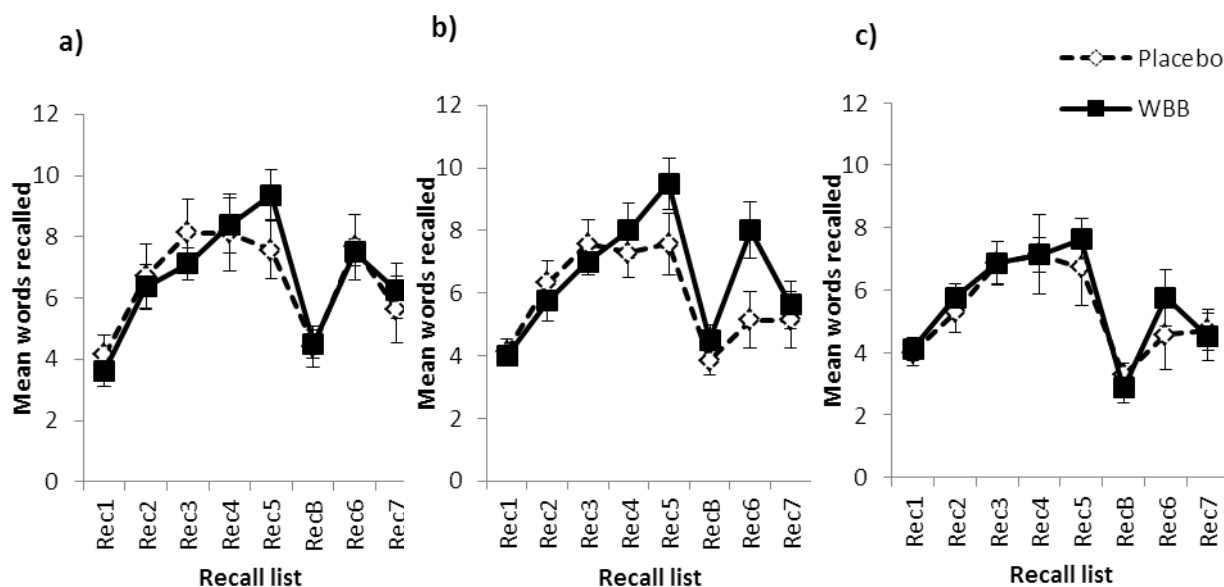 a)
Mean words recalled
12
10
8
6
4
2
0
Rec1
Rec2
Rec3
Rec4
Rec5
RecB
Rec6
Rec7
Recall list
b)
Mean words recalled
12
10
8
6
4
2
0
Rec1
Rec2
Rec3
Rec4
Rec5
RecB
Rec6
Rec7
Recall list
c)
Placebo
WBB
Mean words recalled
12
10
8
6
4
2
0
Rec1
Rec2
Rec3
Rec4
Rec5
RecB
Rec6
Rec7
Recall list